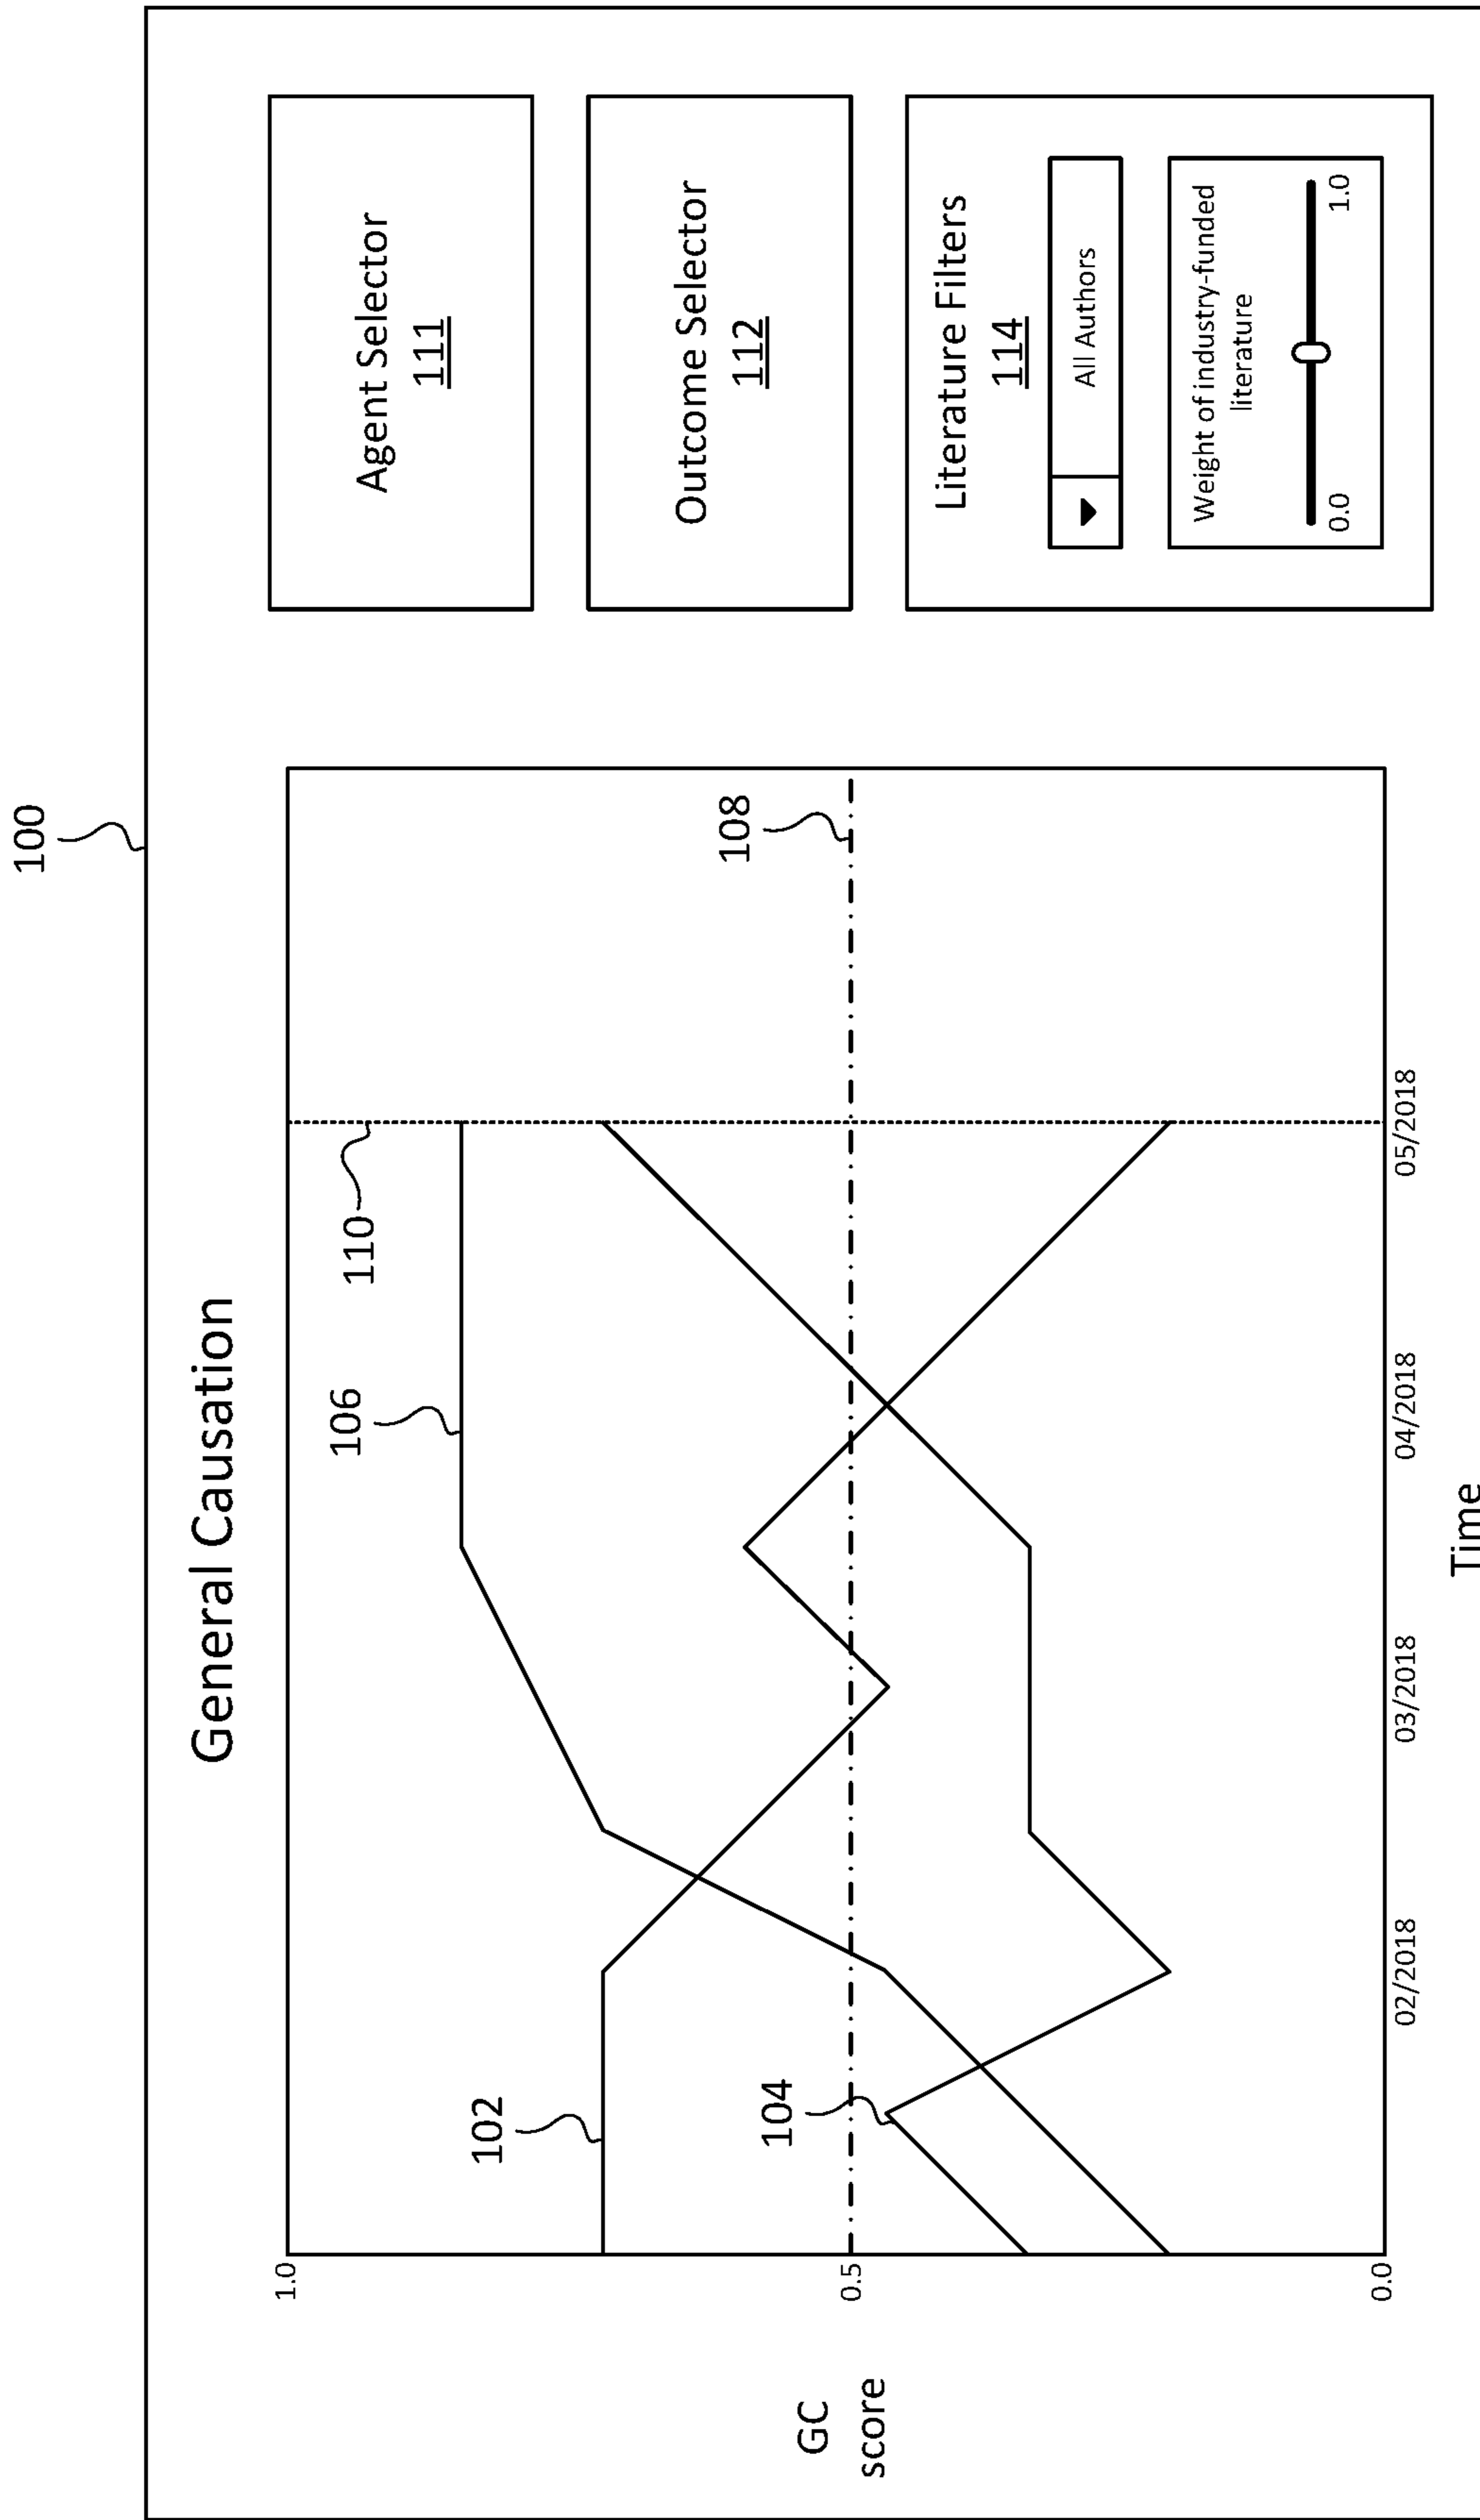 100
General Causation
GC
score
1.0
0.5
0.0
102
104
106
110
108
02/2018
03/2018
04/2018
05/2018
Time
Agent Selector
111
Outcome Selector
112
Literature Filters
114
All Authors
Weight of industry-funded
literature
0.0
1.0